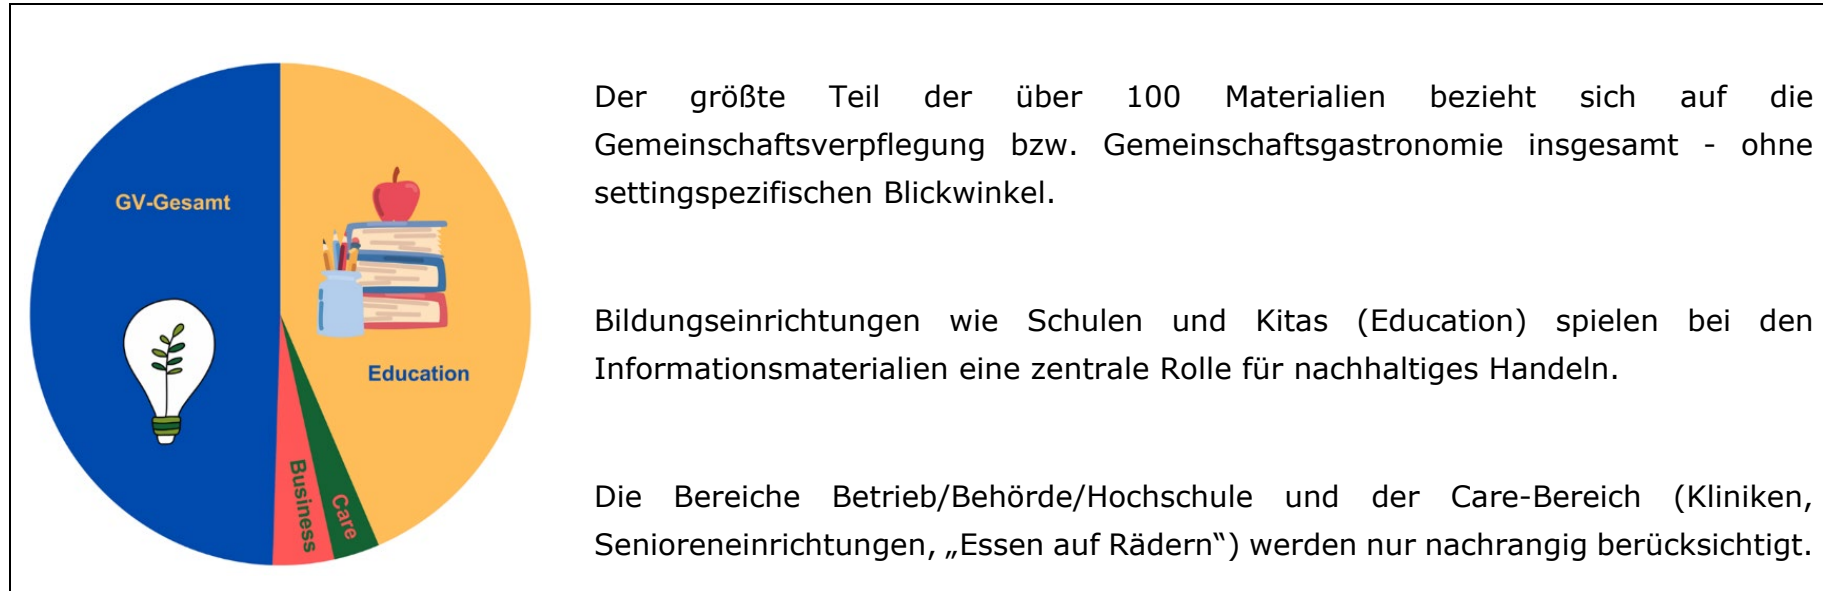 GV-Gesamt
Education
Business
Care
Der größte Teil der über 100 Materialien bezieht sich auf die
Gemeinschaftsverpflegung bzw. Gemeinschaftsgastronomie insgesamt - ohne
settingspezifischen Blickwinkel.
Bildungseinrichtungen wie Schulen und Kitas (Education) spielen bei den
Informationsmaterialien eine zentrale Rolle für nachhaltiges Handeln.
Die Bereiche Betrieb/Behörde/Hochschule und der Care-Bereich (Kliniken,
Senioreneinrichtungen, „Essen auf Rädern“) werden nur nachrangig berücksichtigt.